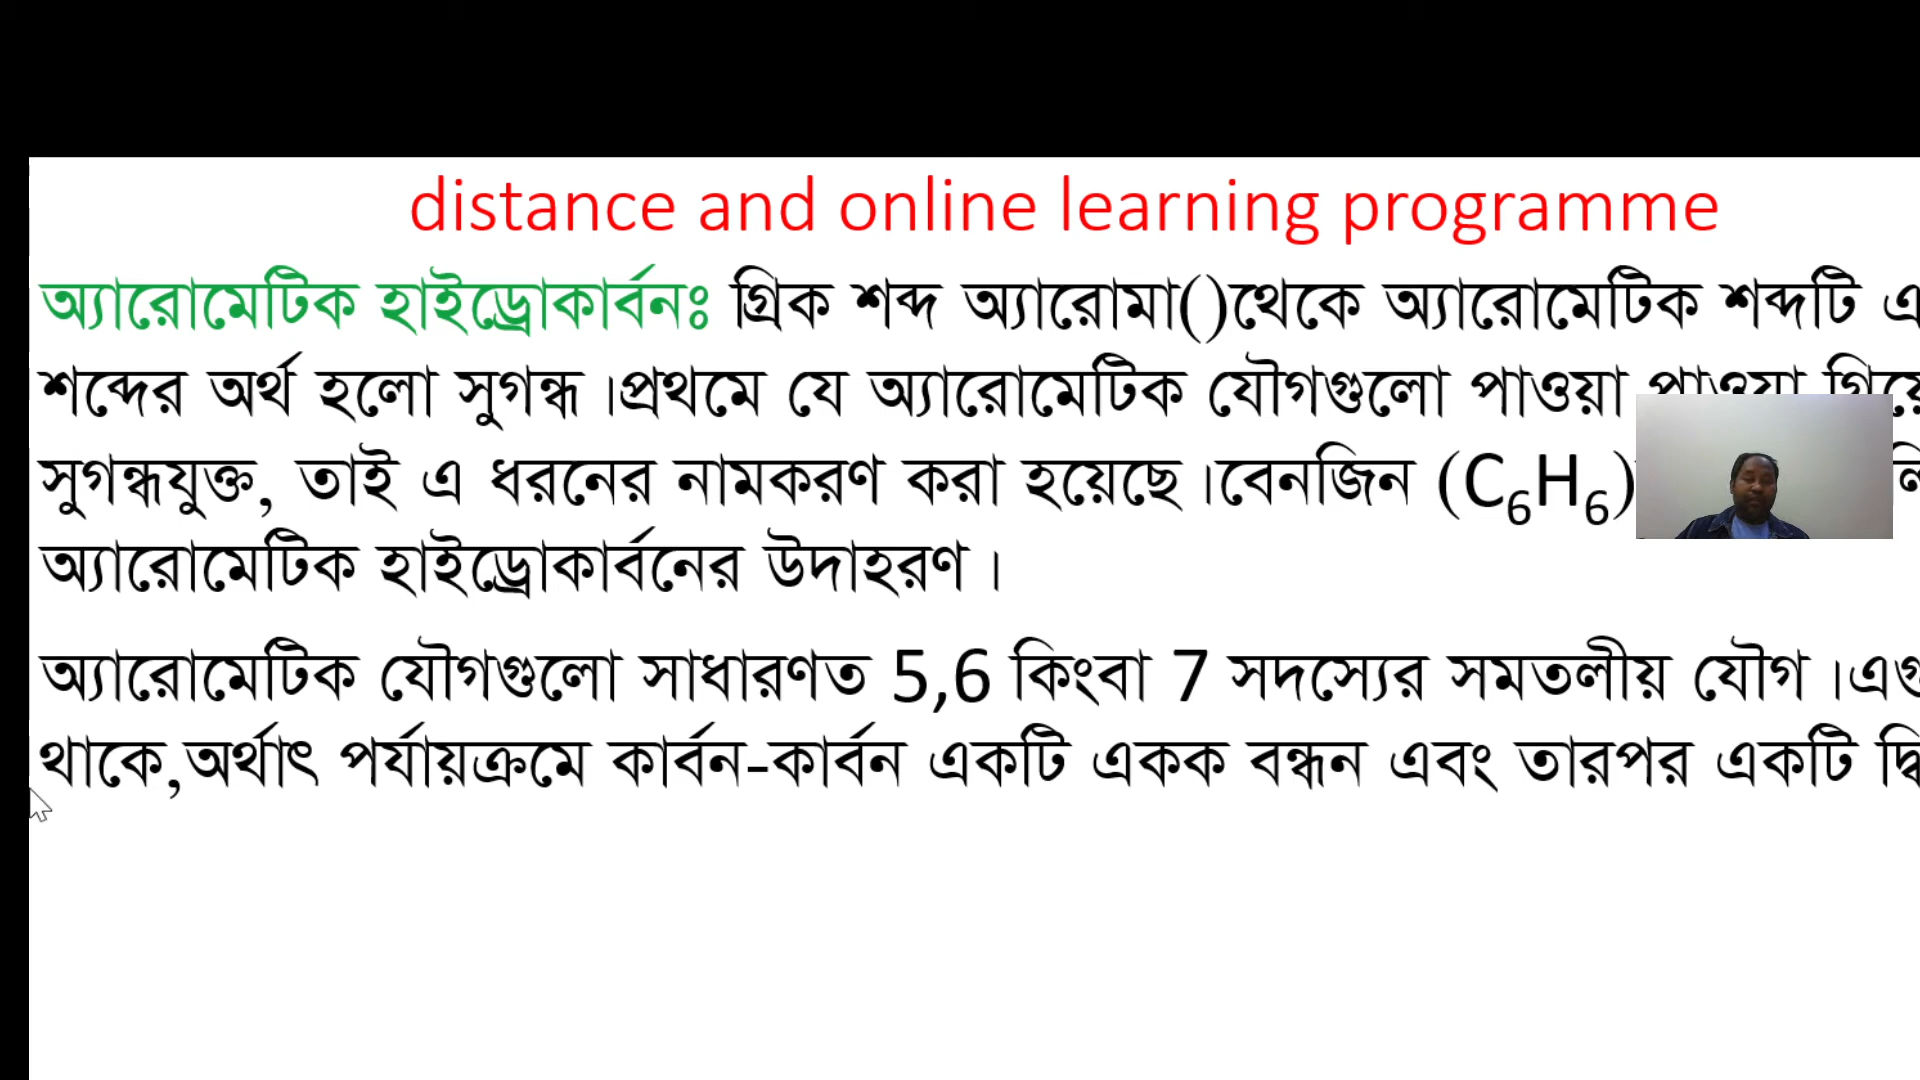 distance and online learning programme
অ্যারোমেটিক হাইড্রোকার্বনঃ গ্রিক শব্দ অ্যারোমা()থেকে অ্যারোমেটিক শব্দটি
শব্দের অর্থ হলো সুগন্ধ।প্রথমে যে অ্যারোমেটিক যৌগগুলো পাওয়া পাওয়া
সুগন্ধযুক্ত, তাই এ ধরনের নামকরণ করা হয়েছে।বেনজিন (C₆H₆)
অ্যারোমেটিক হাইড্রোকার্বনের উদাহরণ।
অ্যারোমেটিক যৌগগুলো সাধারণত 5,6 কিংবা 7 সদস্যের সমতলীয় যৌগ।
থাকে,অর্থাৎ পর্যায়ক্রমে কার্বন-কার্বন একটি একক বন্ধন এবং তারপর একটি